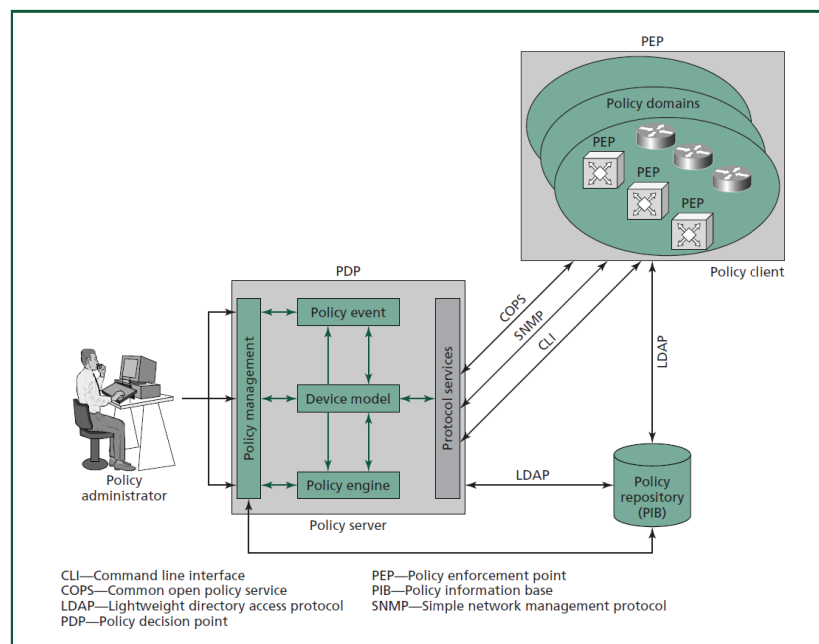 PEP
Policy domains
PEP
PEP
PEP
Policy client
PDP
COPS
SNMP
CLI
LDAP
Policy management
Policy event
Device model
Policy engine
Protocol services
Policy
administrator
LDAP
Policy
repository
(PIB)
Policy server
CLI—Command line interface
COPS—Common open policy service
LDAP—Lightweight directory access protocol
PDP—Policy decision point
PEP—Policy enforcement point
PIB—Policy information base
SNMP—Simple network management protocol